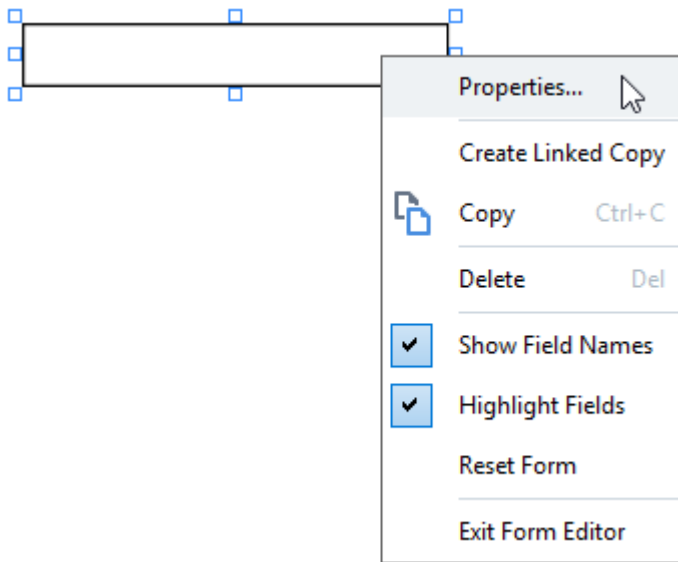 Properties...
Create Linked Copy
Copy Ctrl+C
Delete Del
Show Field Names
Highlight Fields
Reset Form
Exit Form Editor